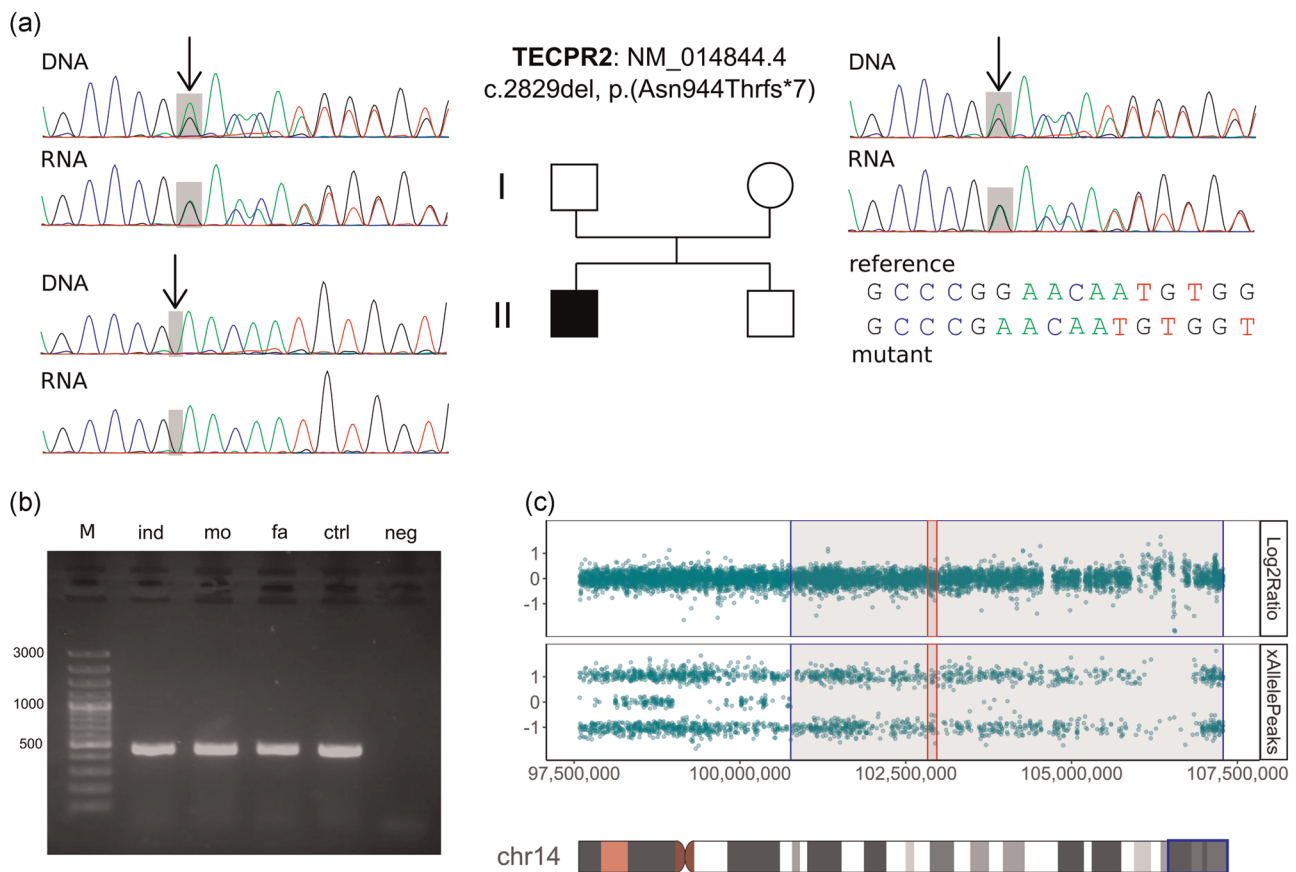 (a)
DNA
RNA
DNA
RNA
TECPR2: NM_014844.4
c.2829del, p.(Asn944Thrfs*7)
I
II
DNA
RNA
reference
G C C C G G A A C A A T G T G G
G C C C G A A C A A T G T G G T
mutant
(b)
M ind mo fa ctrl neg
3000
1000
500
(c)
1
0
-1
Log2Ratio
1
0
-1
xAllelePeaks
97,500,000 100,000,000 102,500,000 105,000,000 107,500,000
chr14